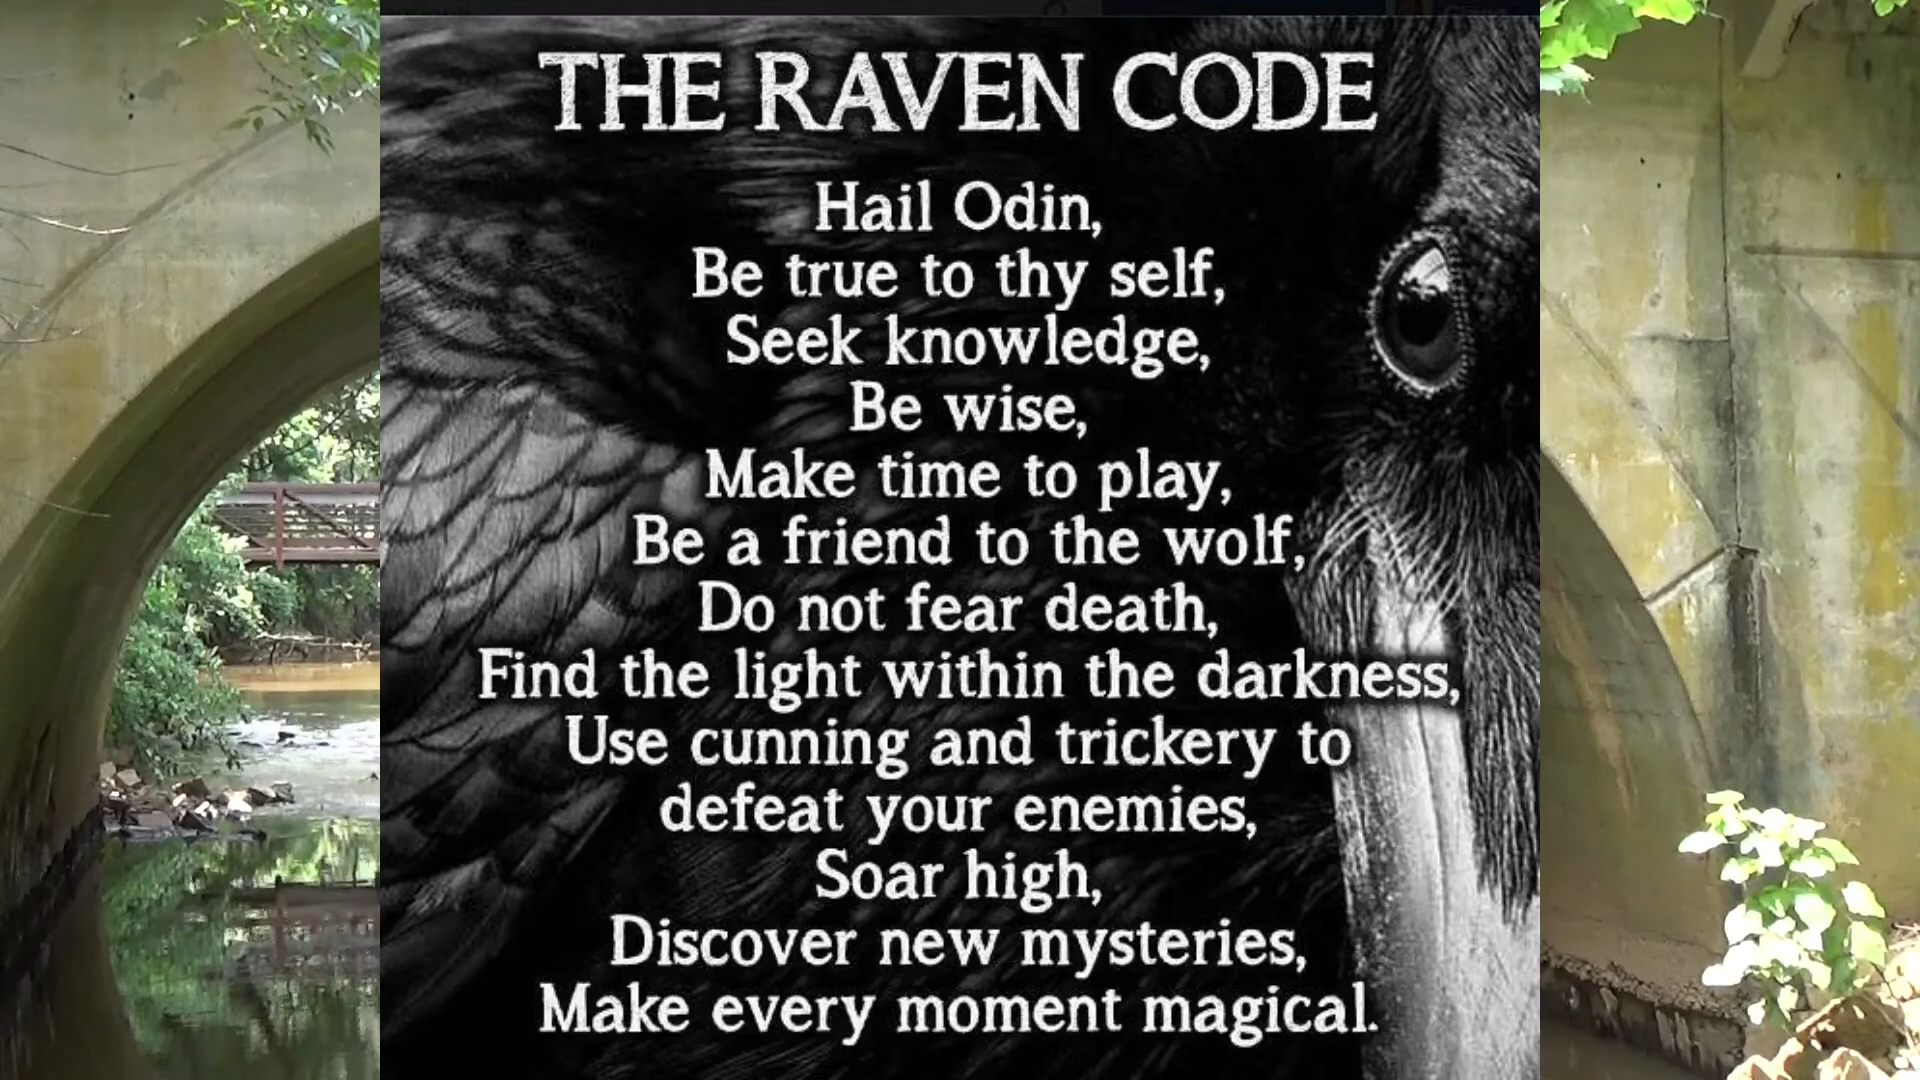 THE RAVEN CODE
Hail Odin,
Be true to thy self,
Seek knowledge,
Be wise,
Make time to play,
Be a friend to the wolf,
Do not fear death,
Find the light within the darkness,
Use cunning and trickery to
defeat your enemies,
Soar high,
Discover new mysteries,
Make every moment magical.